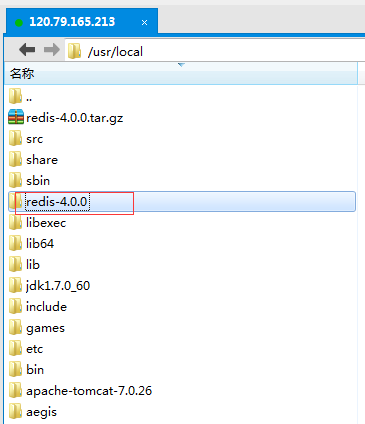 120.79.165.213 ×
/usr/local
名称
..
redis-4.0.0.tar.gz
src
share
sbin
redis-4.0.0
libexec
lib64
lib
jdk1.7.0_60
include
games
etc
bin
apache-tomcat-7.0.26
aegis